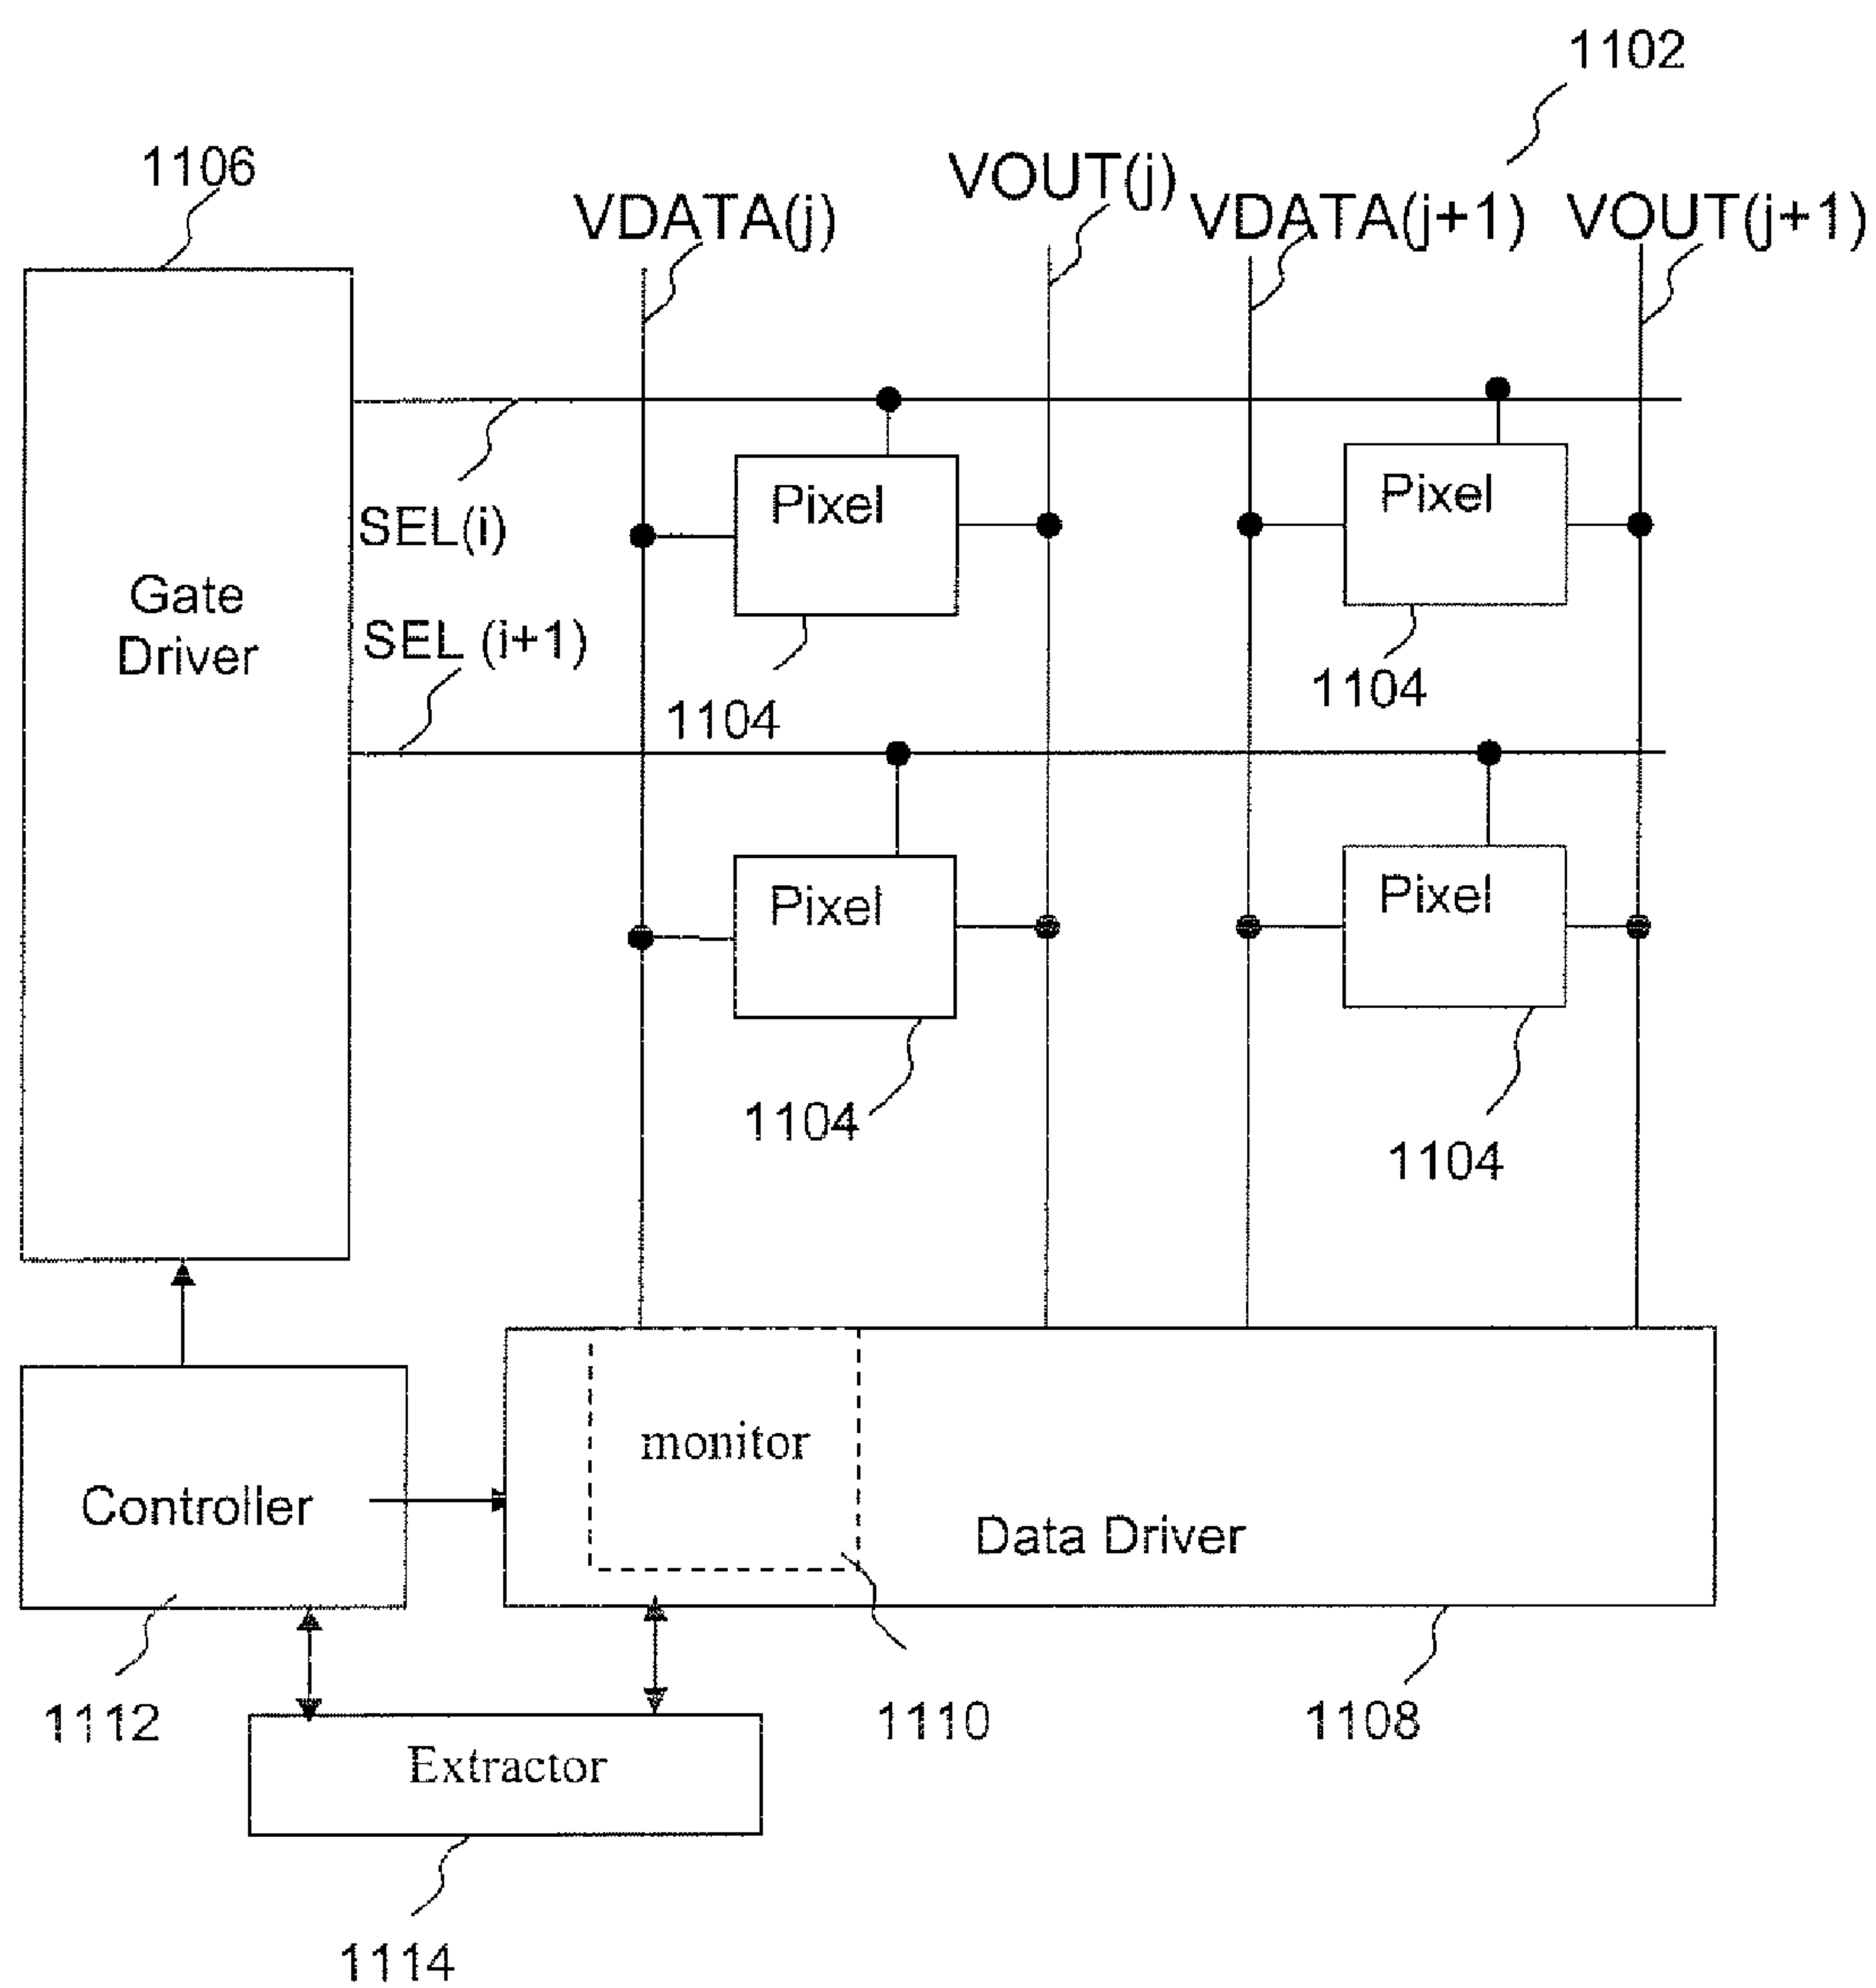 1102
1106
VDATA(j)
VOUT(j)
VDATA(j+1)
VOUT(j+1)
SEL(i)
Pixel
Pixel
Gate
Driver
SEL (i+1)
1104
1104
Pixel
Pixel
1104
1104
monitor
Controller
Data Driver
1112
Extractor
1110
1108
1114